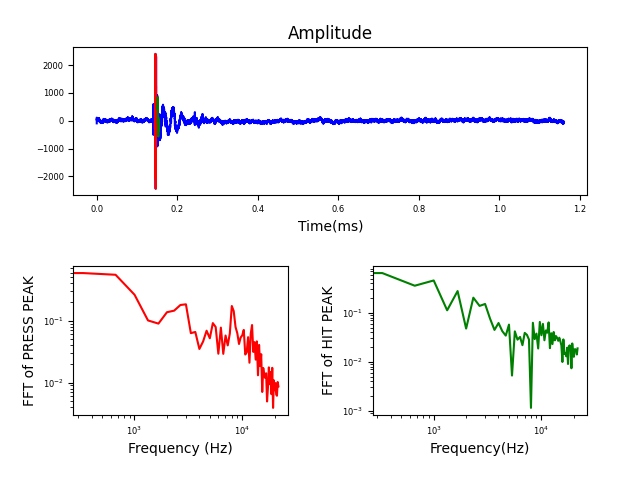 Amplitude
2000
1000
0
−1000
−2000
0.0 0.2 0.4 0.6 0.8 1.0 1.2
Time(ms)
FFT of PRESS PEAK
10⁻¹
10⁻²
10³ 10⁴
Frequency (Hz)
FFT of HIT PEAK
10⁻¹
10⁻²
10⁻³
10³ 10⁴
Frequency(Hz)